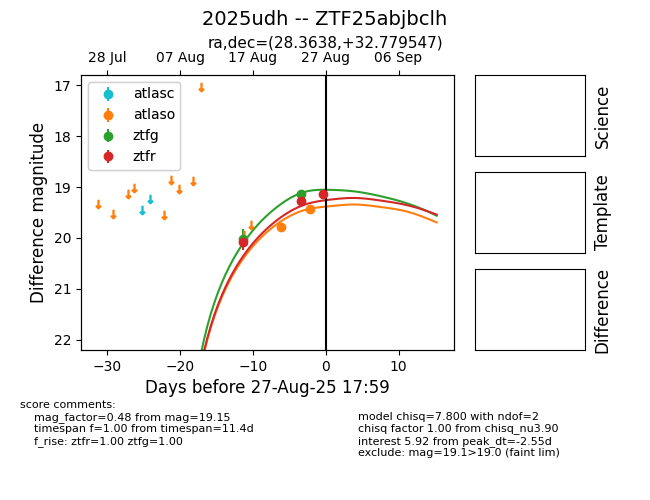 2025udh -- ZTF25abjbclh
ra,dec=(28.3638,+32.779547)
28 Jul
07 Aug
17 Aug
27 Aug
06 Sep
17
18
19
20
21
22
Difference magnitude
atlasc
atlaso
ztfg
ztfr
−30
−20
−10
0
10
Days before 27-Aug-25 17:59
Science
Template
Difference
score comments:
mag_factor=0.48 from mag=19.15
timespan f=1.00 from timespan=11.4d
f_rise: ztfr=1.00 ztfg=1.00
model chisq=7.800 with ndof=2
chisq factor 1.00 from chisq_nu3.90
interest 5.92 from peak_dt=-2.55d
exclude: mag=19.1>19.0 (faint lim)